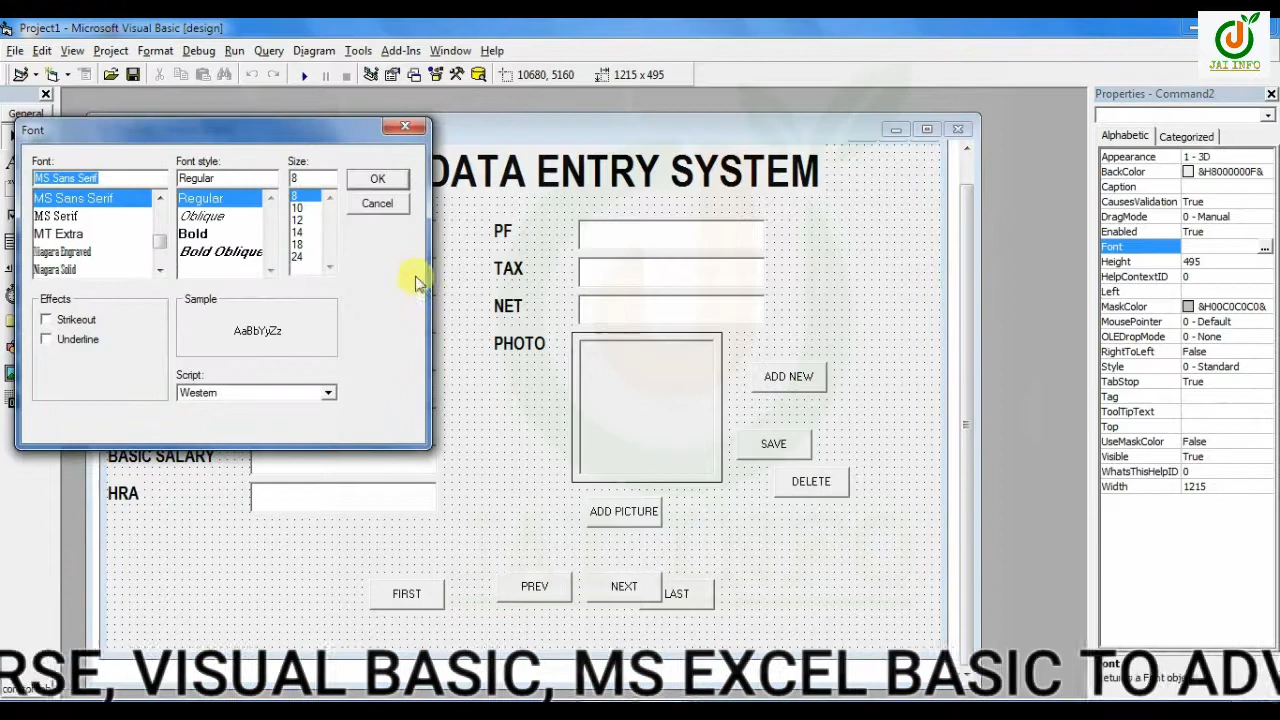 Project1 - Microsoft Visual Basic [design]
JAI INFO
File Edit View Project Format Debug Run Query Diagram Tools Add-Ins Window Help
10680, 5160 1215 x 495
General
Font
Font: Font style: Size:
MS Sans Serif Regular 8
OK
Cancel
MS Sans Serif
MS Serif
MT Extra
Niagara Engraved
Niagara Solid
Regular
Oblique
Bold
Bold Oblique
8
10
12
14
18
24
Effects
Strikeout
Underline
Sample
AaBbYyZz
Script:
Western
DATA ENTRY SYSTEM
PF
TAX
NET
PHOTO
BASIC SALARY
HRA
ADD NEW
SAVE
DELETE
ADD PICTURE
FIRST PREV NEXT LAST
Properties - Command2
Alphabetic Categorized
Appearance 1 - 3D
BackColor &H8000000F&
Caption
CausesValidation True
DragMode 0 - Manual
Enabled True
Font ...
Height 495
HelpContextID 0
Left
MaskColor &H00C0C0C0&
MousePointer 0 - Default
OLEDropMode 0 - None
RightToLeft False
Style 0 - Standard
TabStop True
Tag
ToolTipText
Top
UseMaskColor False
Visible True
WhatsThisHelpID 0
Width 1215
RSE, VISUAL BASIC, MS EXCEL BASIC TO ADV